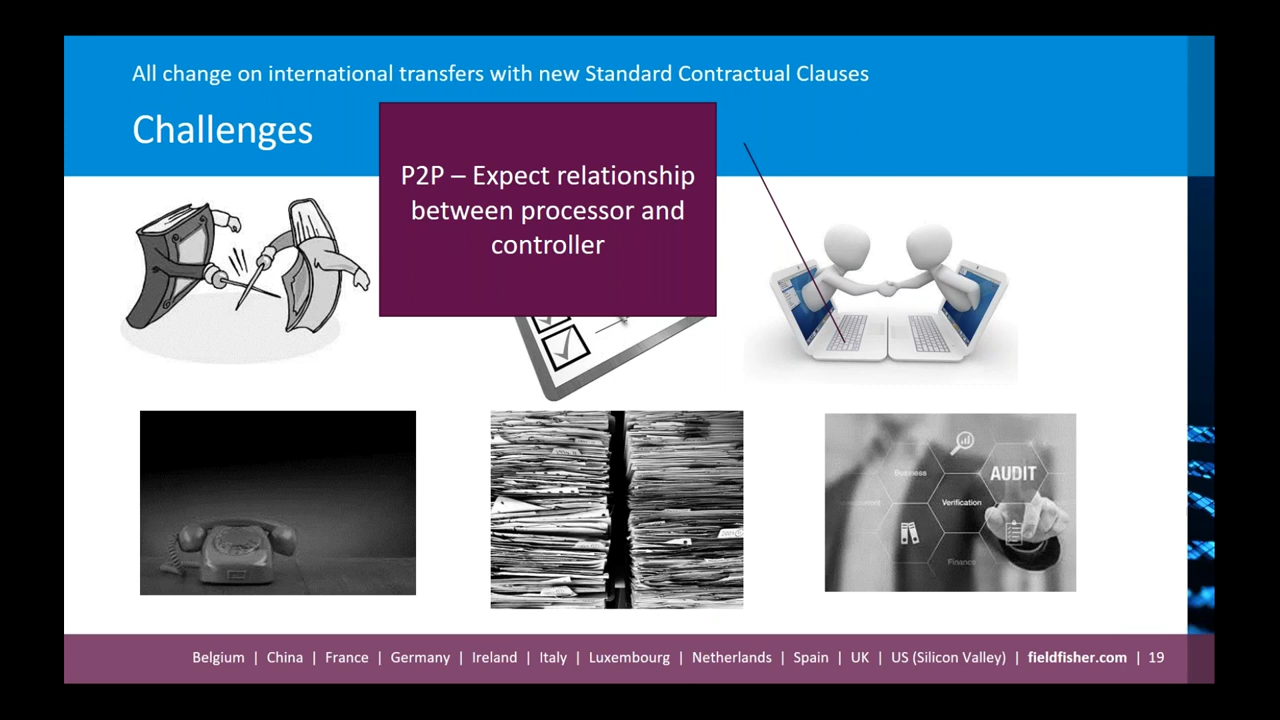 All change on international transfers with new Standard Contractual Clauses
Challenges
P2P – Expect relationship
between processor and
controller
Business
AUDIT
Verification
Finance
Belgium | China | France | Germany | Ireland | Italy | Luxembourg | Netherlands | Spain | UK | US (Silicon Valley) | fieldfisher.com | 19